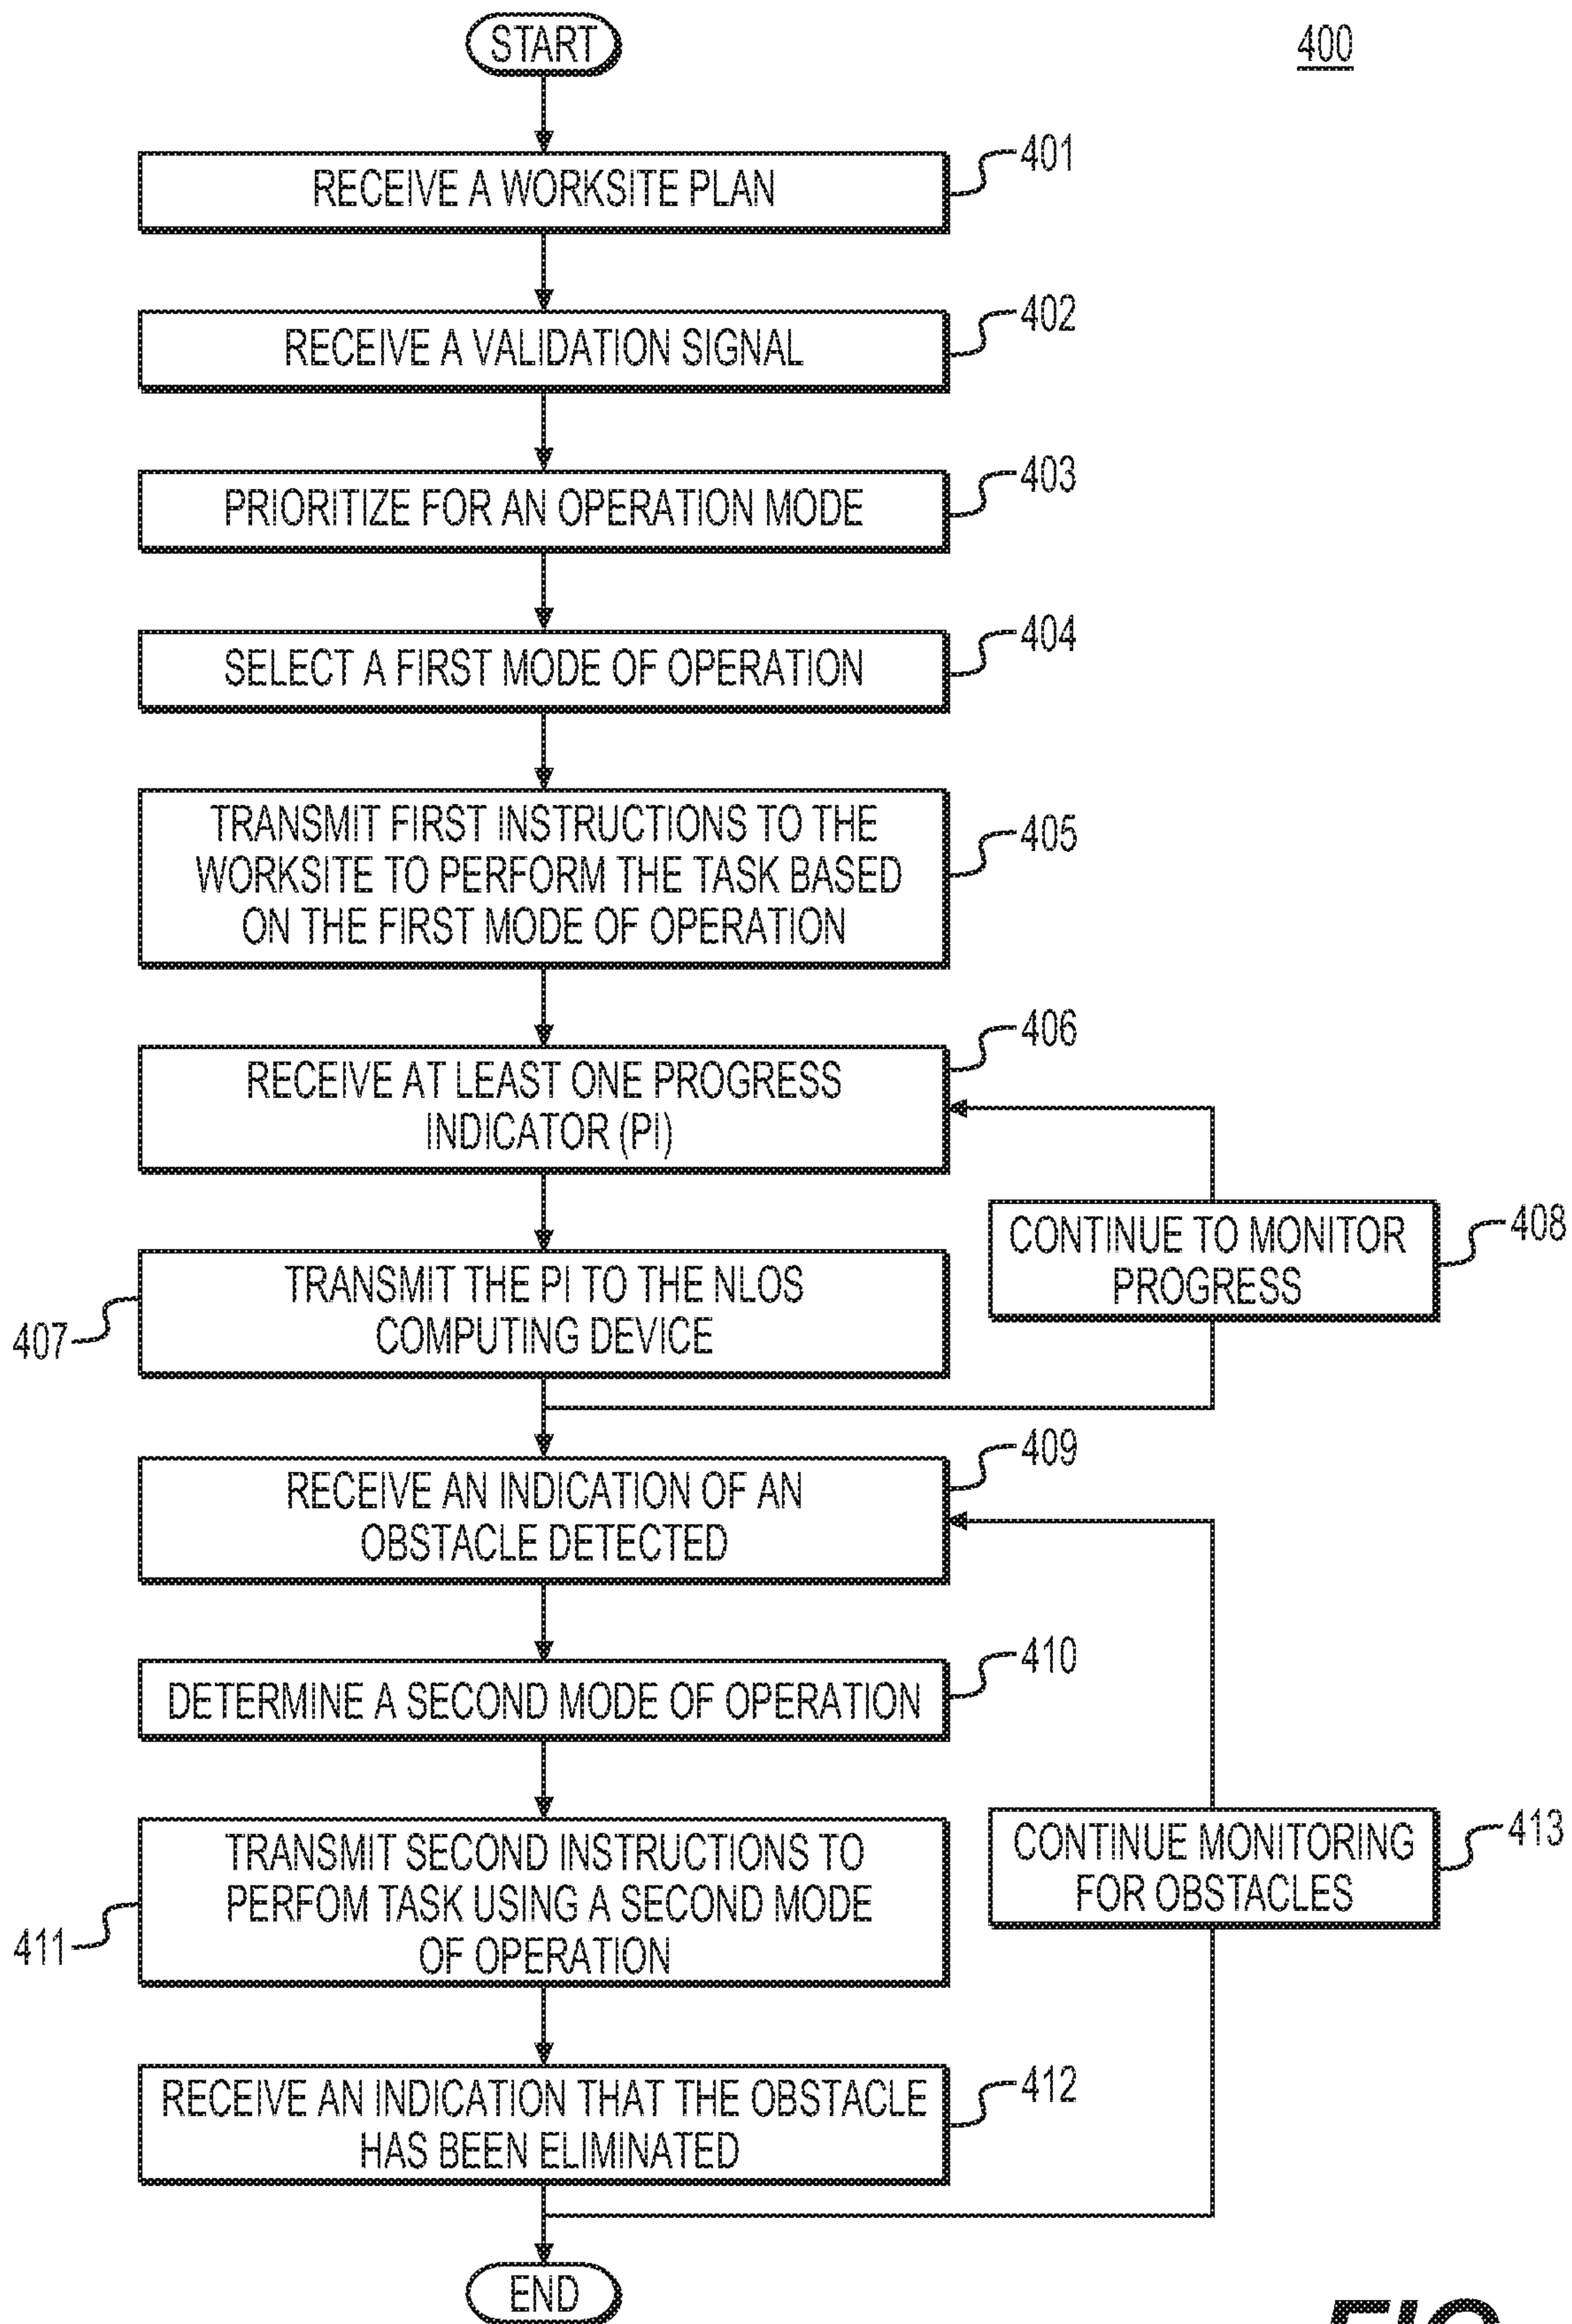 START
400
RECEIVE A WORKSITE PLAN
401
RECEIVE A VALIDATION SIGNAL
402
PRIORITIZE FOR AN OPERATION MODE
403
SELECT A FIRST MODE OF OPERATION
404
TRANSMIT FIRST INSTRUCTIONS TO THE
WORKSITE TO PERFORM THE TASK BASED
ON THE FIRST MODE OF OPERATION
405
RECEIVE AT LEAST ONE PROGRESS
INDICATOR (PI)
406
TRANSMIT THE PI TO THE NLOS
COMPUTING DEVICE
407
CONTINUE TO MONITOR
PROGRESS
408
RECEIVE AN INDICATION OF AN
OBSTACLE DETECTED
409
DETERMINE A SECOND MODE OF OPERATION
410
TRANSMIT SECOND INSTRUCTIONS TO
PERFOM TASK USING A SECOND MODE
OF OPERATION
411
CONTINUE MONITORING
FOR OBSTACLES
413
RECEIVE AN INDICATION THAT THE OBSTACLE
HAS BEEN ELIMINATED
412
END